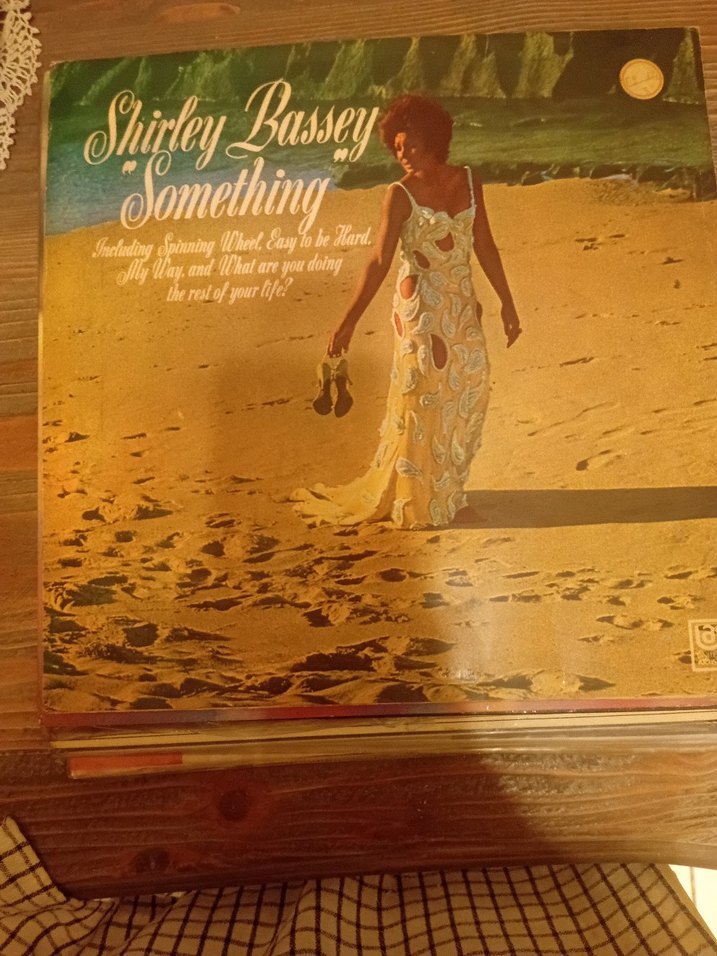 Shirley Bassey
"Something"
Including Spinning Wheel, Easy to be Hard,
My Way, and What are you doing
the rest of your life?